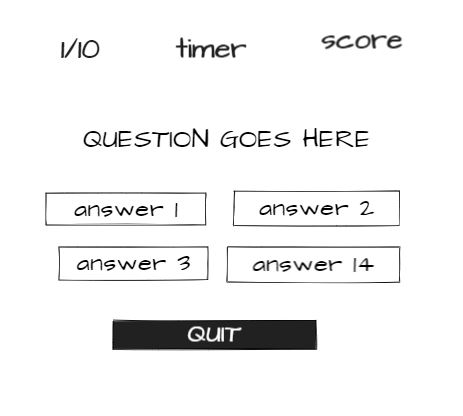 1/10 timer score
QUESTION GOES HERE
answer 1 answer 2
answer 3 answer 14
QUIT